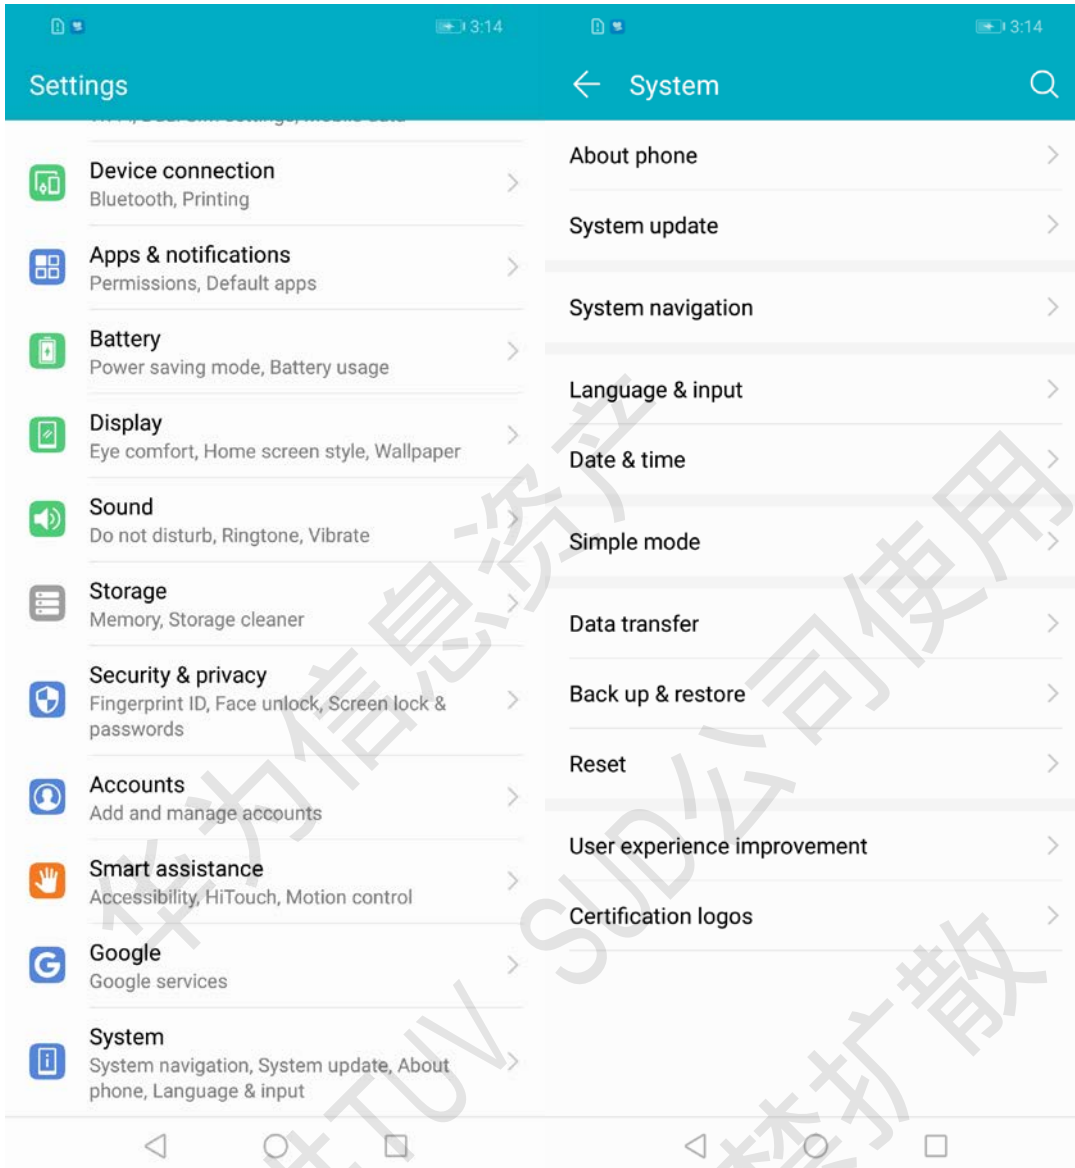 3:14
Settings
Device connection
Bluetooth, Printing
Apps & notifications
Permissions, Default apps
Battery
Power saving mode, Battery usage
Display
Eye comfort, Home screen style, Wallpaper
Sound
Do not disturb, Ringtone, Vibrate
Storage
Memory, Storage cleaner
Security & privacy
Fingerprint ID, Face unlock, Screen lock &
passwords
Accounts
Add and manage accounts
Smart assistance
Accessibility, HiTouch, Motion control
Google
Google services
System
System navigation, System update, About
phone, Language & input
3:14
System
About phone
System update
System navigation
Language & input
Date & time
Simple mode
Data transfer
Back up & restore
Reset
User experience improvement
Certification logos
华为信息资产
TUV SUD公司使用
禁扩散